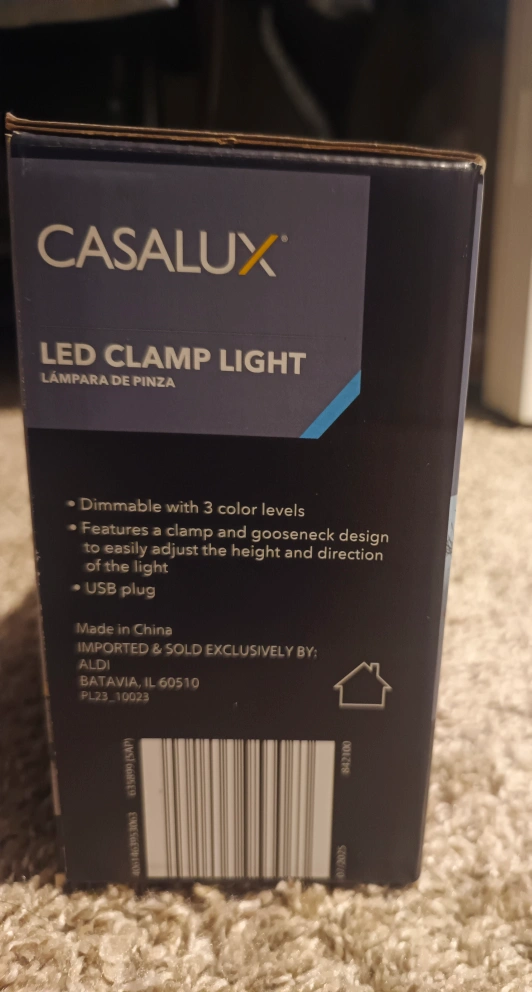 CASALUX®
LED CLAMP LIGHT
LÁMPARA DE PINZA
• Dimmable with 3 color levels
• Features a clamp and gooseneck design
to easily adjust the height and direction
of the light
• USB plug
Made in China
IMPORTED & SOLD EXCLUSIVELY BY:
ALDI
BATAVIA, IL 60510
PL23_10023
842100
07/2025